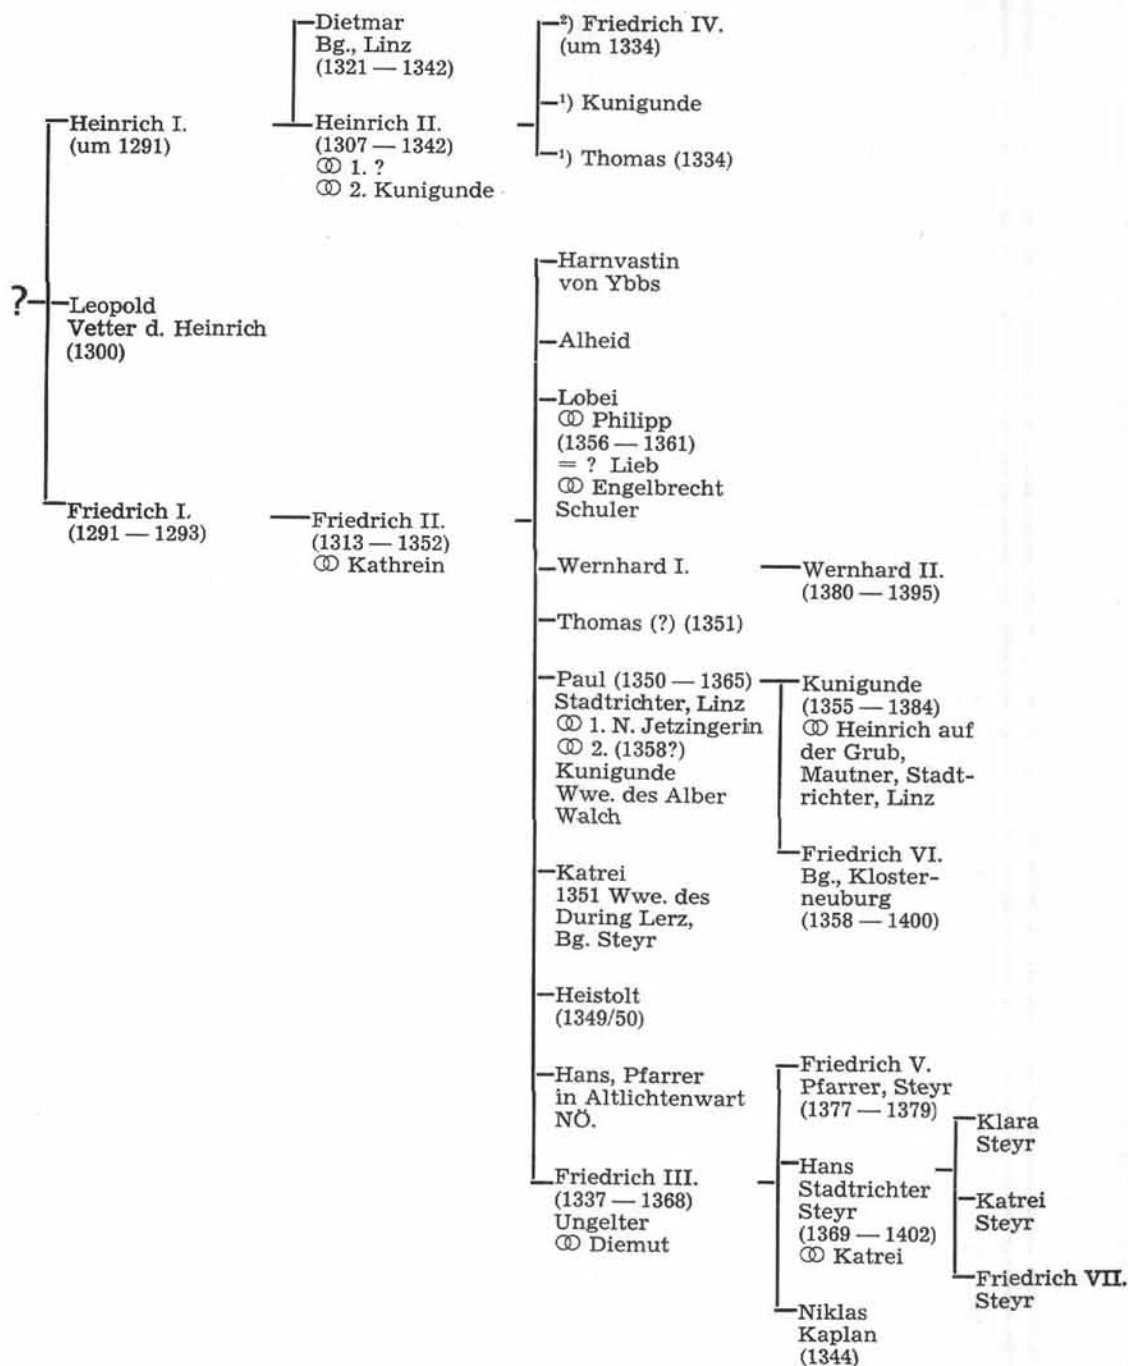 Dietmar
Bg., Linz
(1321 — 1342)
²) Friedrich IV.
(um 1334)
¹) Kunigunde
¹) Thomas (1334)
Heinrich I.
(um 1291)
Heinrich II.
(1307 — 1342)
⚭ 1. ?
⚭ 2. Kunigunde
?
Leopold
Vetter d. Heinrich
(1300)
Friedrich I.
(1291 — 1293)
Friedrich II.
(1313 — 1352)
⚭ Kathrein
Harnvastin
von Ybbs
Alheid
Lobei
⚭ Philipp
(1356 — 1361)
= ? Lieb
⚭ Engelbrecht
Schuler
Wernhard I.
Wernhard II.
(1380 — 1395)
Thomas (?) (1351)
Paul (1350 — 1365)
Stadtrichter, Linz
⚭ 1. N. Jetzingerin
⚭ 2. (1358?)
Kunigunde
Wwe. des Alber
Walch
Kunigunde
(1355 — 1384)
⚭ Heinrich auf
der Grub,
Mautner, Stadt-
richter, Linz
Friedrich VI.
Bg., Kloster-
neuburg
(1358 — 1400)
Katrei
1351 Wwe. des
During Lerz,
Bg. Steyr
Heistolt
(1349/50)
Hans, Pfarrer
in Altlichtenwart
NÖ.
Friedrich III.
(1337 — 1368)
Ungelter
⚭ Diemut
Friedrich V.
Pfarrer, Steyr
(1377 — 1379)
Hans
Stadtrichter
Steyr
(1369 — 1402)
⚭ Katrei
Niklas
Kaplan
(1344)
Klara
Steyr
Katrei
Steyr
Friedrich VII.
Steyr